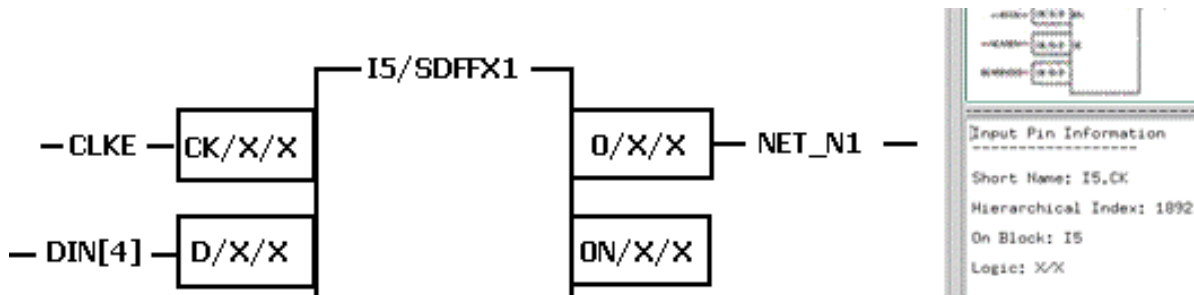 I5/SDFFX1
CLKE CK/X/X O/X/X NET_N1
DIN[4] D/X/X ON/X/X
Input Pin Information
------------------
Short Name: I5.CK
Hierarchical Index: 1892
On Block: I5
Logic: X/X